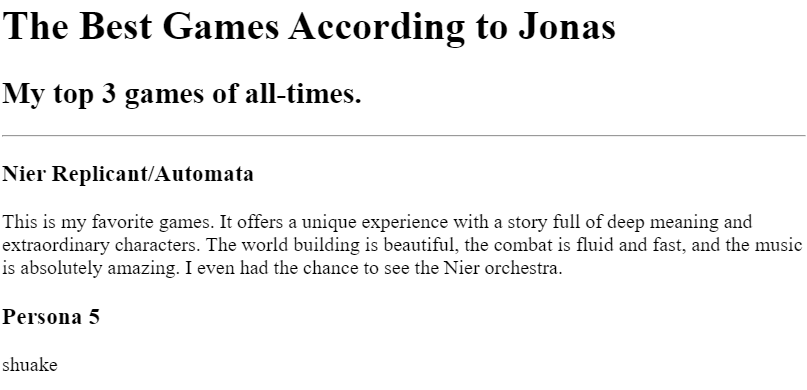 The Best Games According to Jonas
My top 3 games of all-times.
Nier Replicant/Automata
This is my favorite games. It offers a unique experience with a story full of deep meaning and
extraordinary characters. The world building is beautiful, the combat is fluid and fast, and the music
is absolutely amazing. I even had the chance to see the Nier orchestra.
Persona 5
shuake